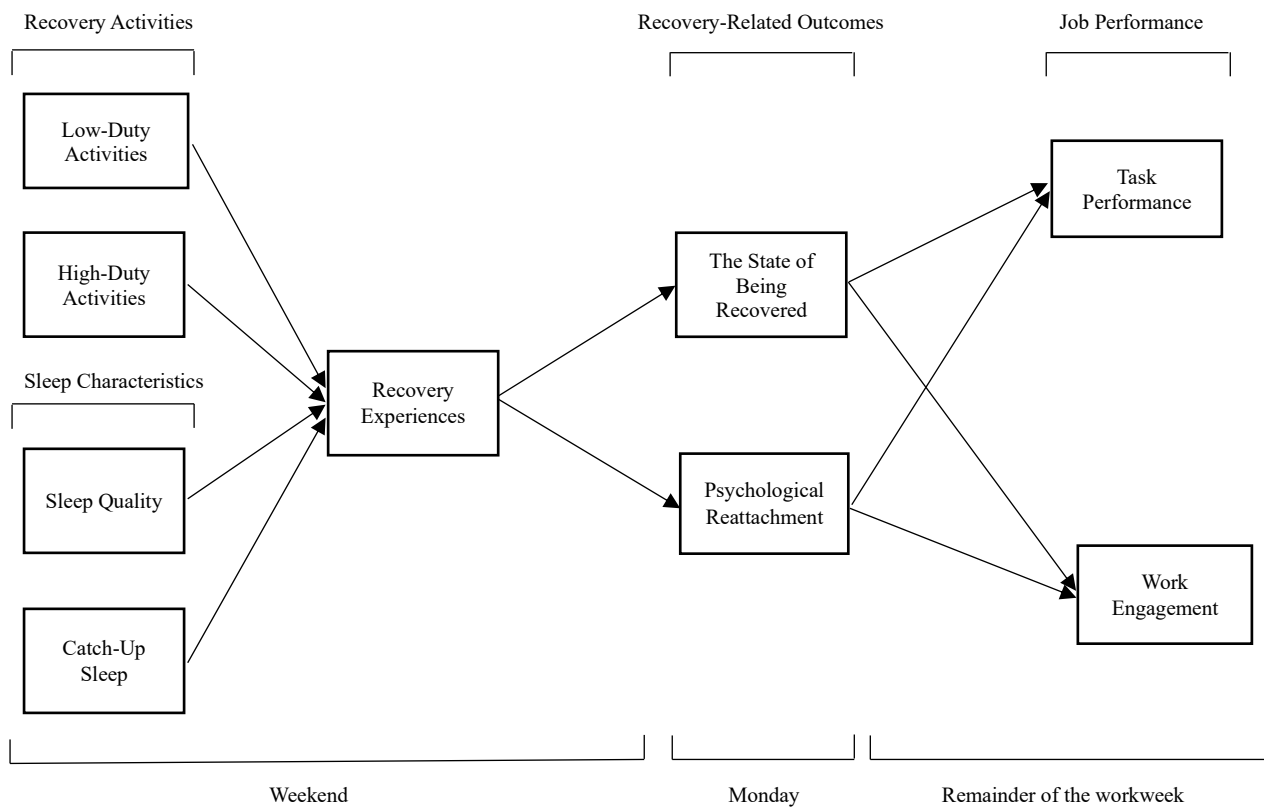 Recovery Activities
Recovery-Related Outcomes
Job Performance
Low-Duty
Activities
High-Duty
Activities
Sleep Characteristics
Sleep Quality
Catch-Up
Sleep
Recovery
Experiences
The State of
Being
Recovered
Psychological
Reattachment
Task
Performance
Work
Engagement
Weekend
Monday
Remainder of the workweek